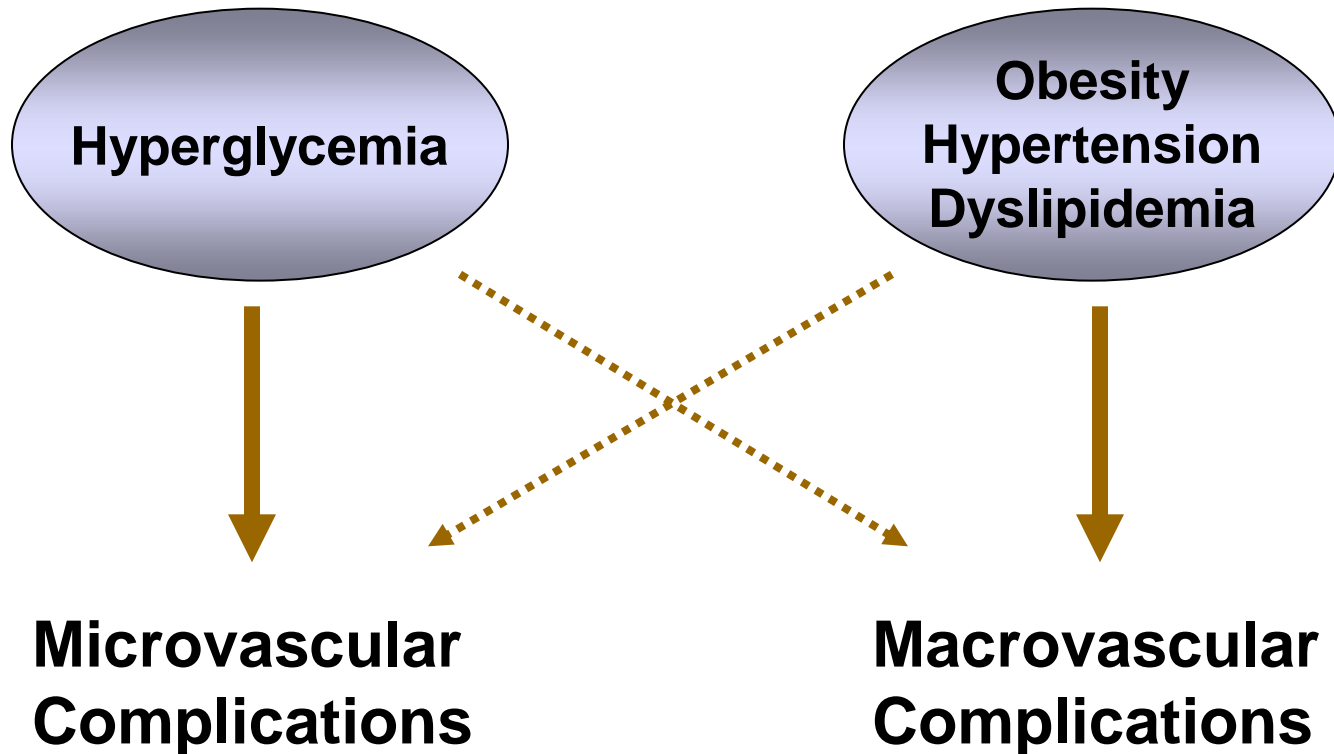 Hyperglycemia
Obesity
Hypertension
Dyslipidemia
Microvascular
Complications
Macrovascular
Complications